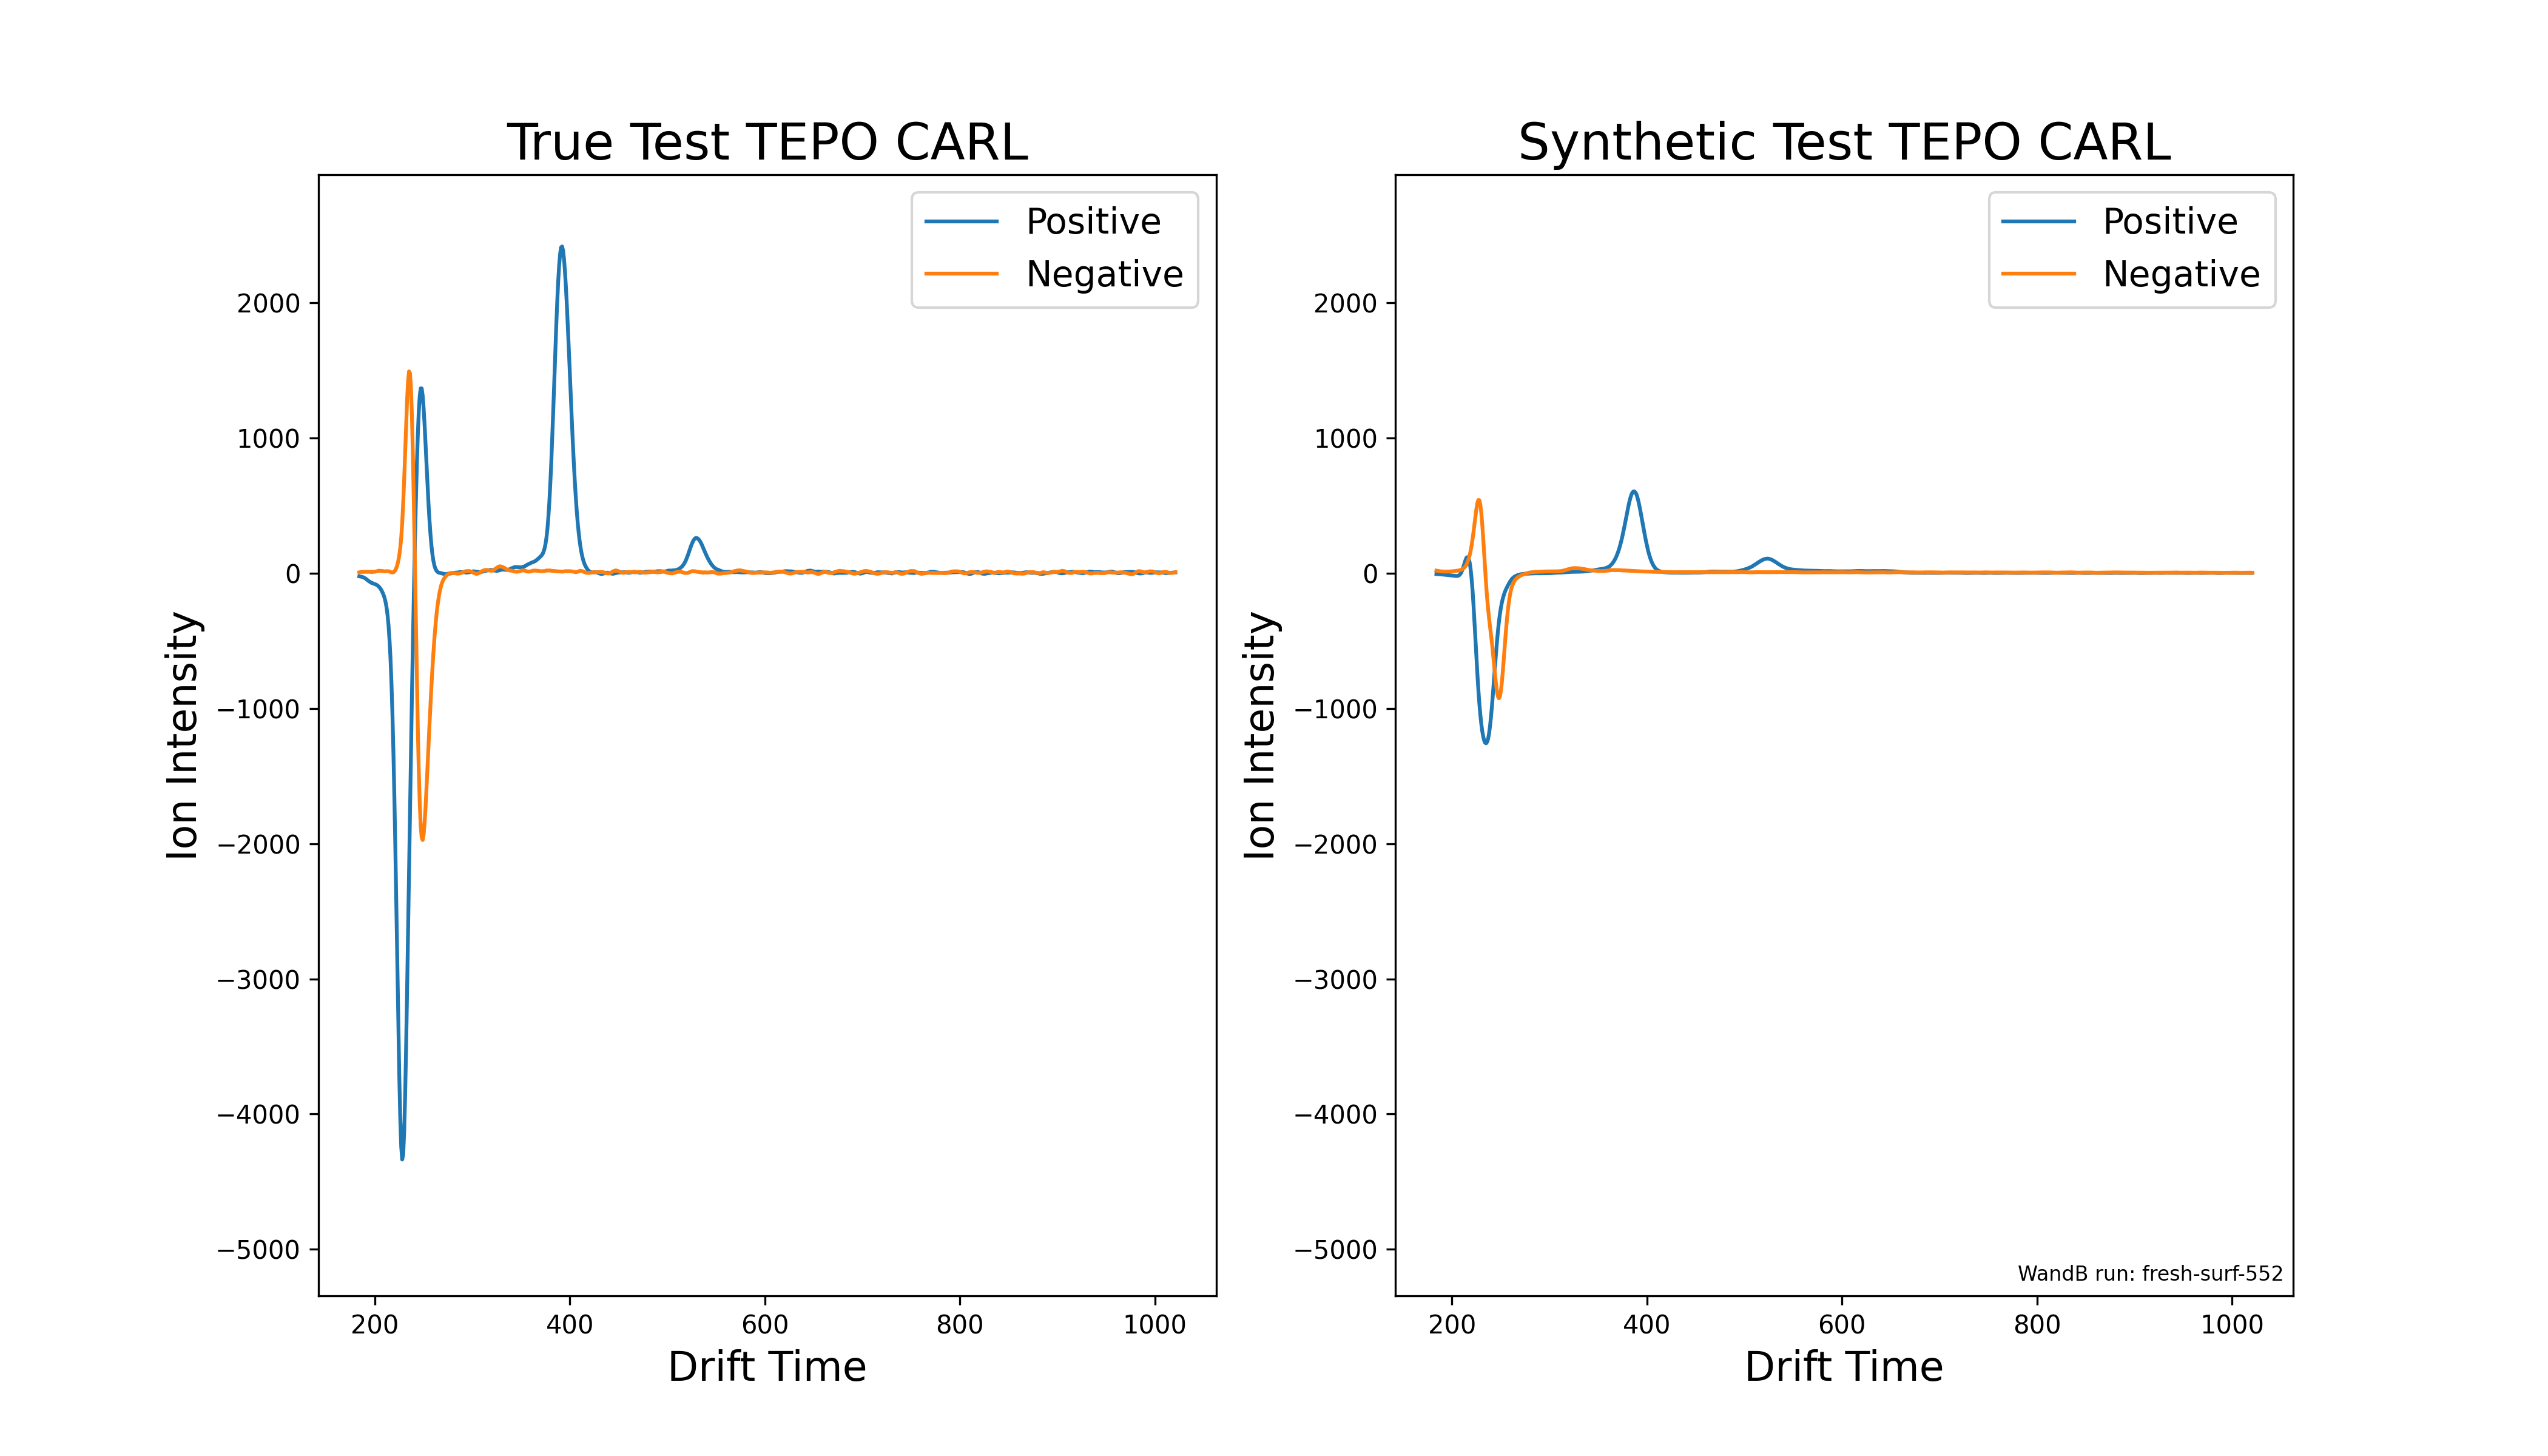 True Test TEPO CARL
Positive
Negative
2000
1000
0
−1000
−2000
−3000
−4000
−5000
Ion Intensity
200 400 600 800 1000
Drift Time
Synthetic Test TEPO CARL
Positive
Negative
2000
1000
0
−1000
−2000
−3000
−4000
−5000
Ion Intensity
WandB run: fresh-surf-552
200 400 600 800 1000
Drift Time